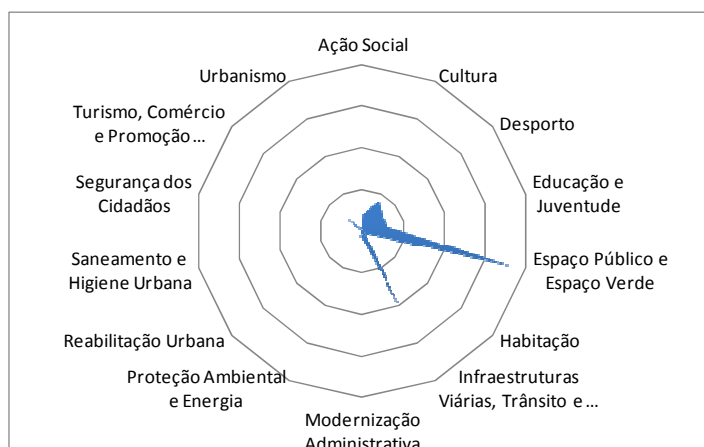 Ação Social
Cultura
Desporto
Educação e
Juventude
Espaço Público e
Espaço Verde
Habitação
Infraestruturas
Viárias, Trânsito e ...
Modernização
Administrativa
Proteção Ambiental
e Energia
Reabilitação Urbana
Saneamento e
Higiene Urbana
Segurança dos
Cidadãos
Turismo, Comércio
e Promoção ...
Urbanismo